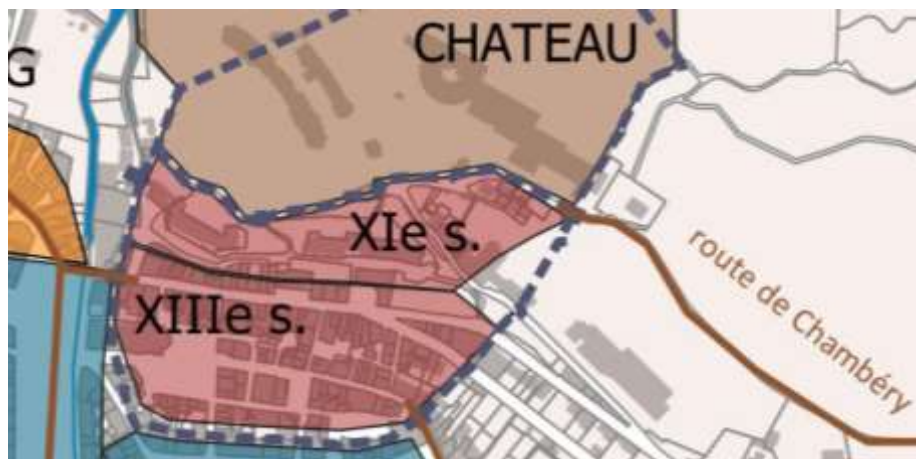 CHATEAU
G
XIe s.
XIIIe s.
route de Chambéry